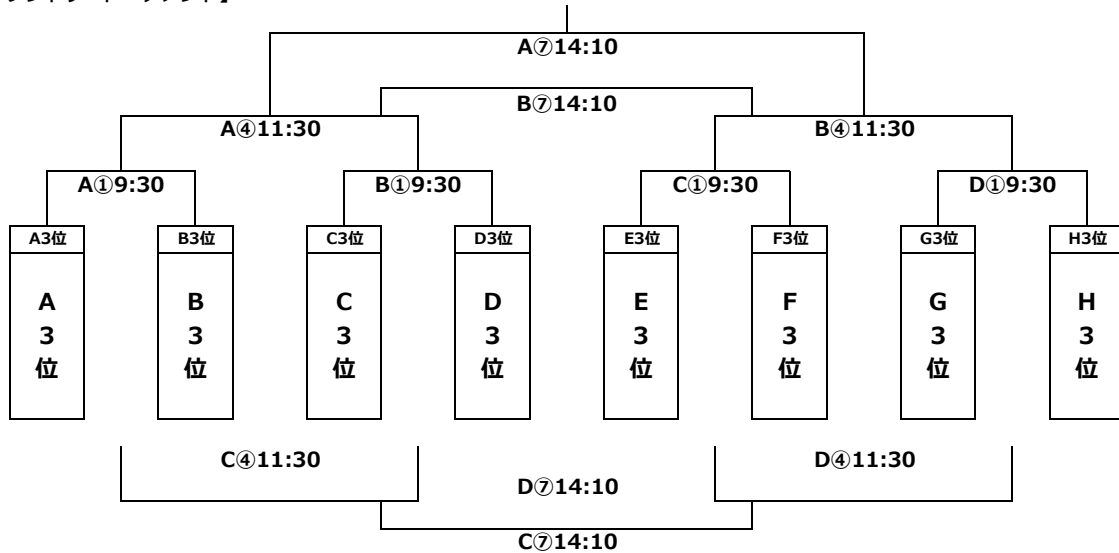 A⑦14:10
B⑦14:10
A④11:30 B④11:30
A①9:30 B①9:30 C①9:30 D①9:30
A3位 B3位 C3位 D3位 E3位 F3位 G3位 H3位
A B C D E F G H
3 3 3 3 3 3 3 3
位 位 位 位 位 位 位 位
C④11:30 D④11:30
D⑦14:10
C⑦14:10